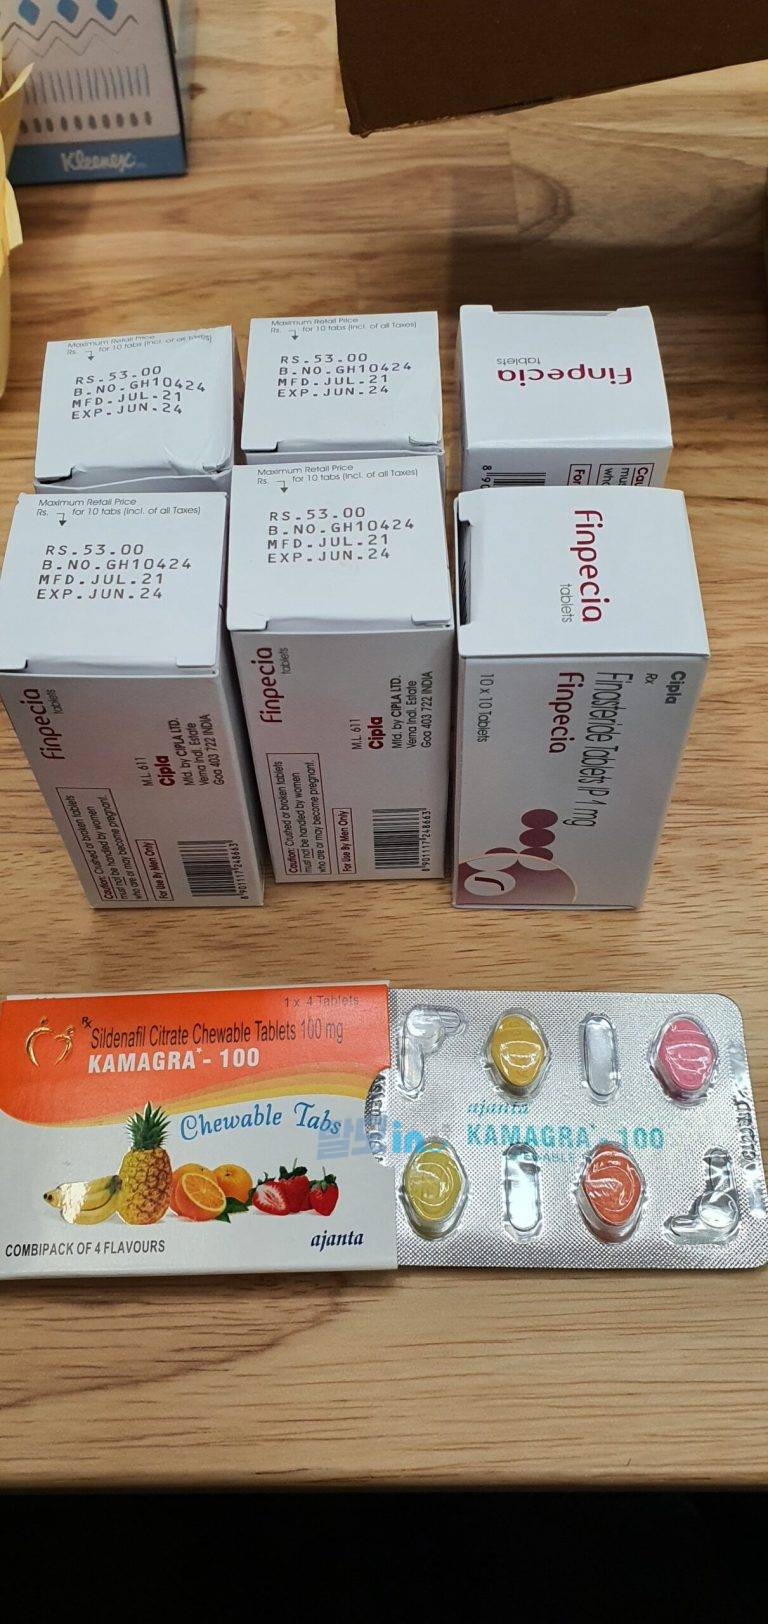 Kleenex
Maximum Retail Price
Rs. for 10 tabs (incl. of all Taxes)
RS.53.00
B.NO.GH10424
MFD.JUL.21
EXP.JUN.24
Maximum Retail Price
Rs. for 10 tabs (incl. of all Taxes)
RS.53.00
B.NO.GH10424
MFD.JUL.21
EXP.JUN.24
Finpecia
tablets
Maximum Retail Price
Rs. for 10 tabs (incl. of all Taxes)
RS.53.00
B.NO.GH10424
MFD.JUL.21
EXP.JUN.24
Finpecia
tablets
M.L. 611
Cipla
Mfd. by CIPLA LTD.
Verna Indl. Estate
Goa 403 722 INDIA
Caution: Crushed or broken tablets
must not be handled by women
who are or may become pregnant.
For Use By Men Only
8901117248663
Maximum Retail Price
Rs. for 10 tabs (incl. of all Taxes)
RS.53.00
B.NO.GH10424
MFD.JUL.21
EXP.JUN.24
Finpecia
tablets
M.L. 611
Cipla
Mfd. by CIPLA LTD.
Verna Indl. Estate
Goa 403 722 INDIA
Caution: Crushed or broken tablets
must not be handled by women
who are or may become pregnant.
For Use By Men Only
8901117248663
Finpecia
tablets
Cipla
Rx
Finasteride Tablets IP 1 mg
Finpecia
10 x 10 Tablets
1 x 4 Tablets
Rx
Sildenafil Citrate Chewable Tablets 100 mg
KAMAGRA*- 100
Chewable Tabs
COMBIPACK OF 4 FLAVOURS
ajanta
ajanta
KAMAGRA*- 100